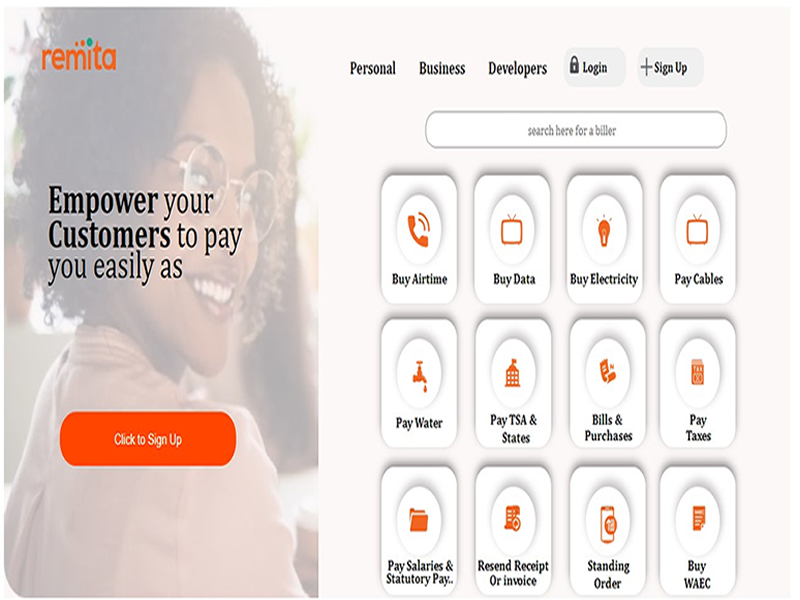 remita
Personal Business Developers Login Sign Up
search here for a biller
Empower your
Customers to pay
you easily as
Click to Sign Up
Buy Airtime
Buy Data
Buy Electricity
Pay Cables
Pay Water
Pay TSA &
States
Bills &
Purchases
TAX
Pay
Taxes
Pay Salaries &
Statutory Pay..
Resend Receipt
Or invoice
Standing
Order
Buy
WAEC